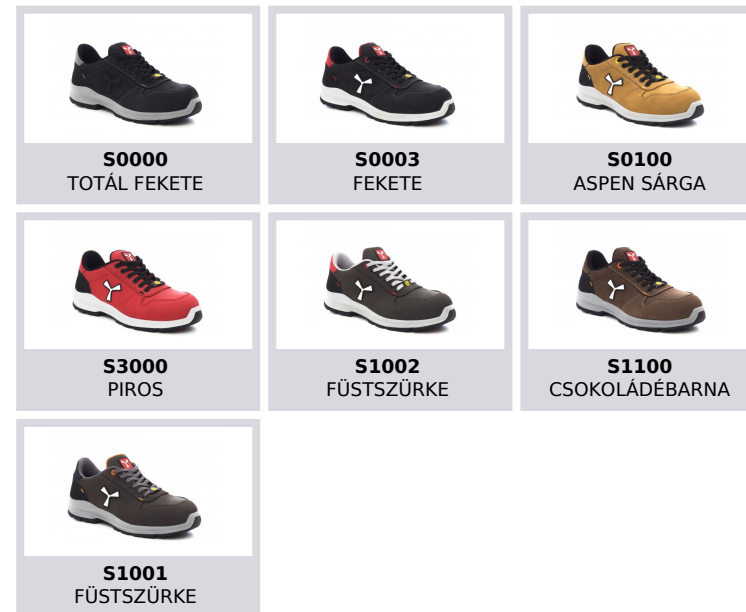 S0000
TOTÁL FEKETE
S0003
FEKETE
S0100
ASPEN SÁRGA
S3000
PIROS
S1002
FÜSTSZÜRKE
S1100
CSOKOLÁDÉBARNA
S1001
FÜSTSZÜRKE